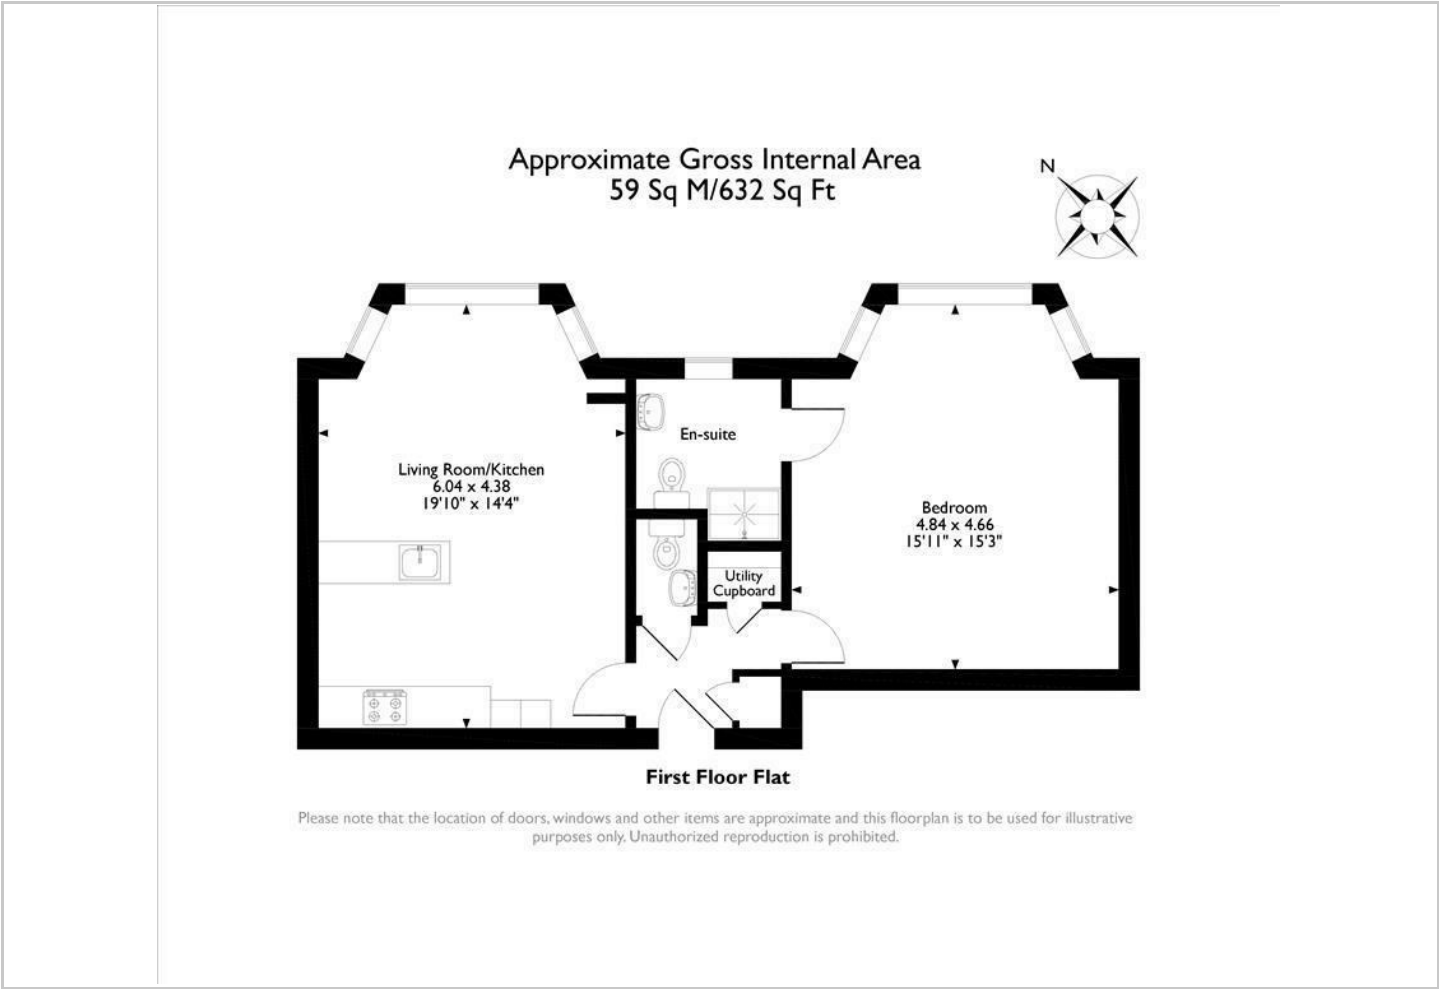 Approximate Gross Internal Area
59 Sq M/632 Sq Ft
N
En-suite
Living Room/Kitchen
6.04 x 4.38
19'10" x 14'4"
Bedroom
4.84 x 4.66
15'11" x 15'3"
Utility
Cupboard
First Floor Flat
Please note that the location of doors, windows and other items are approximate and this floorplan is to be used for illustrative
purposes only. Unauthorized reproduction is prohibited.